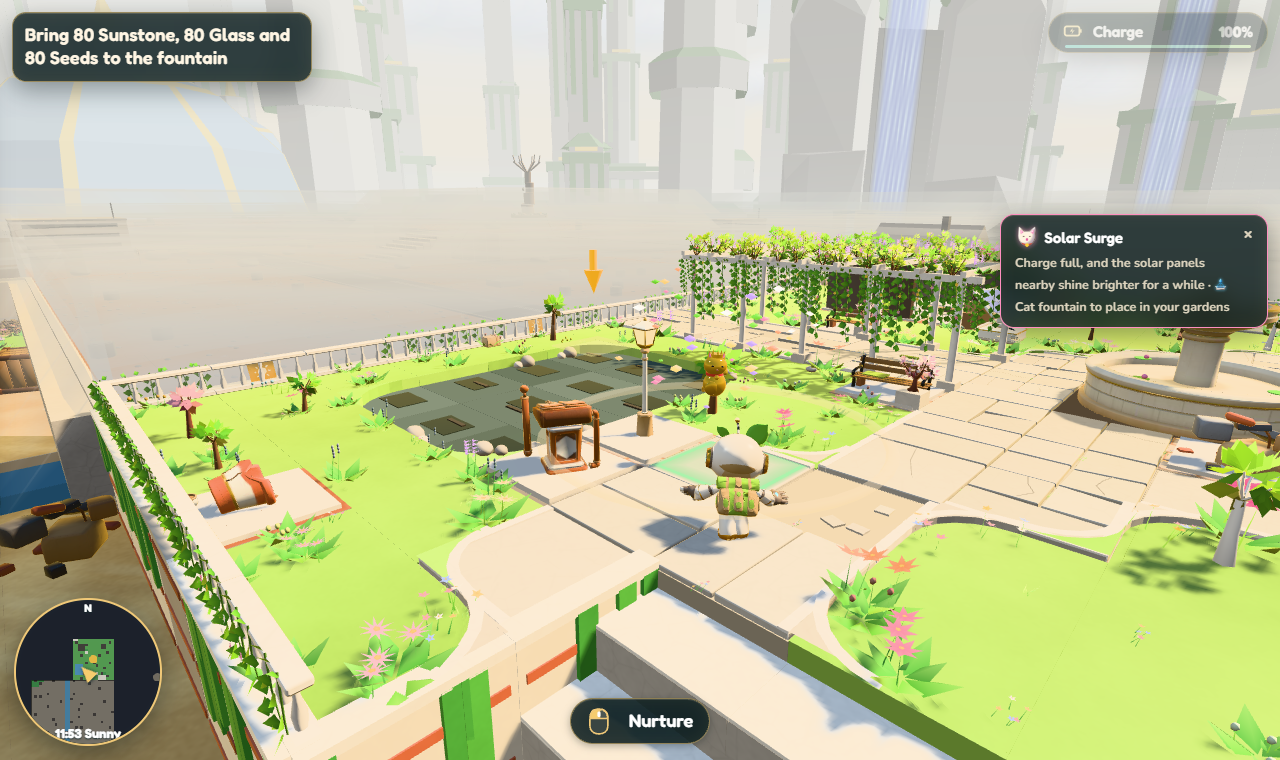 Bring 80 Sunstone, 80 Glass and
80 Seeds to the fountain
Charge 100%
Solar Surge ×
Charge full, and the solar panels
nearby shine brighter for a while ·
Cat fountain to place in your gardens
N
11:53 Sunny
Nurture